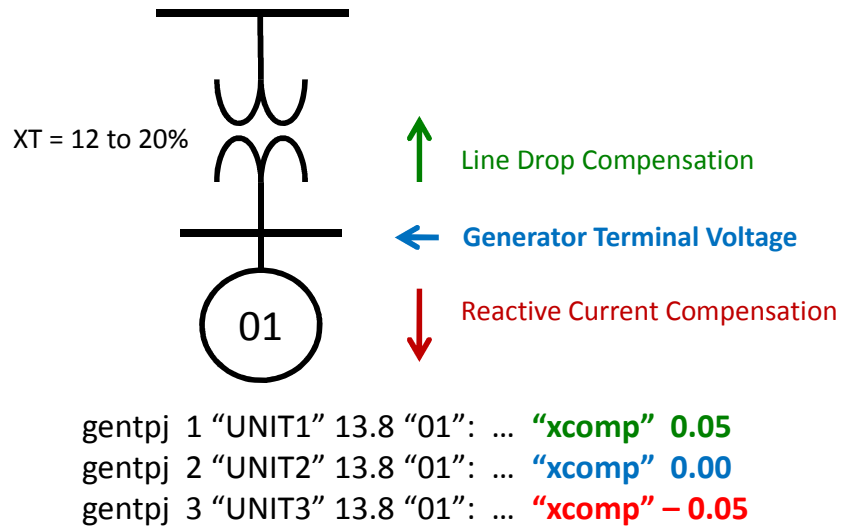 XT = 12 to 20%
Line Drop Compensation
Generator Terminal Voltage
01
Reactive Current Compensation
gentpj 1 “UNIT1” 13.8 “01”: … “xcomp” 0.05
gentpj 2 “UNIT2” 13.8 “01”: … “xcomp” 0.00
gentpj 3 “UNIT3” 13.8 “01”: … “xcomp” – 0.05